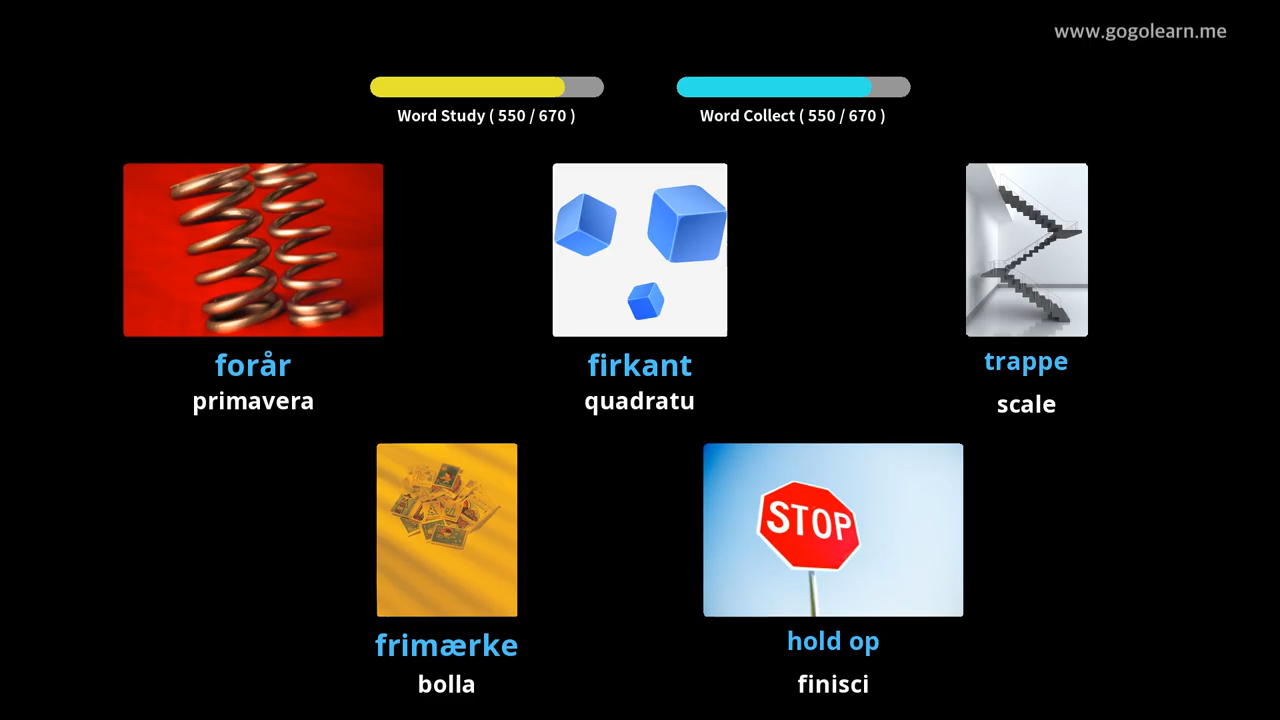 www.gogolearn.me
Word Study ( 550 / 670 )
Word Collect ( 550 / 670 )
forår
primavera
firkant
quadratu
trappe
scale
STOP
frimærke
bolla
hold op
finisci